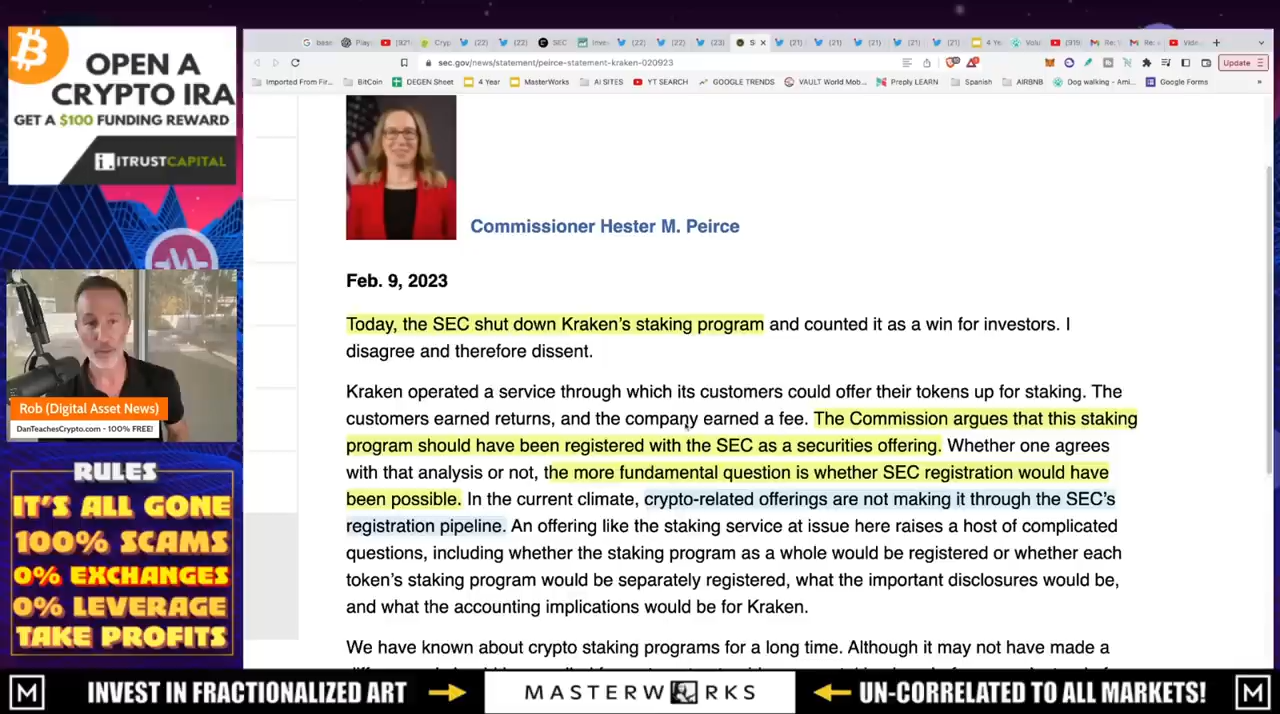 OPEN A
CRYPTO IRA
GET A $100 FUNDING REWARD
i. iTRUSTCAPITAL
Rob (Digital Asset News)
DanTeachesCrypto.com - 100% FREE!
RULES
IT'S ALL GONE
100% SCAMS
0% EXCHANGES
0% LEVERAGE
TAKE PROFITS
sec.gov/news/statement/peirce-statement-kraken-020923
Update
Imported From Fir... BitCoin DEGEN Sheet 4 Year MasterWorks AI SITES YT SEARCH GOOGLE TRENDS VAULT World Mob... Preply LEARN Spanish AIRBNB Dog walking - Ami... Google Forms »
Commissioner Hester M. Peirce
Feb. 9, 2023
Today, the SEC shut down Kraken's staking program and counted it as a win for investors. I
disagree and therefore dissent.
Kraken operated a service through which its customers could offer their tokens up for staking. The
customers earned returns, and the company earned a fee. The Commission argues that this staking
program should have been registered with the SEC as a securities offering. Whether one agrees
with that analysis or not, the more fundamental question is whether SEC registration would have
been possible. In the current climate, crypto-related offerings are not making it through the SEC's
registration pipeline. An offering like the staking service at issue here raises a host of complicated
questions, including whether the staking program as a whole would be registered or whether each
token's staking program would be separately registered, what the important disclosures would be,
and what the accounting implications would be for Kraken.
We have known about crypto staking programs for a long time. Although it may not have made a
M INVEST IN FRACTIONALIZED ART MASTERWORKS UN-CORRELATED TO ALL MARKETS! M